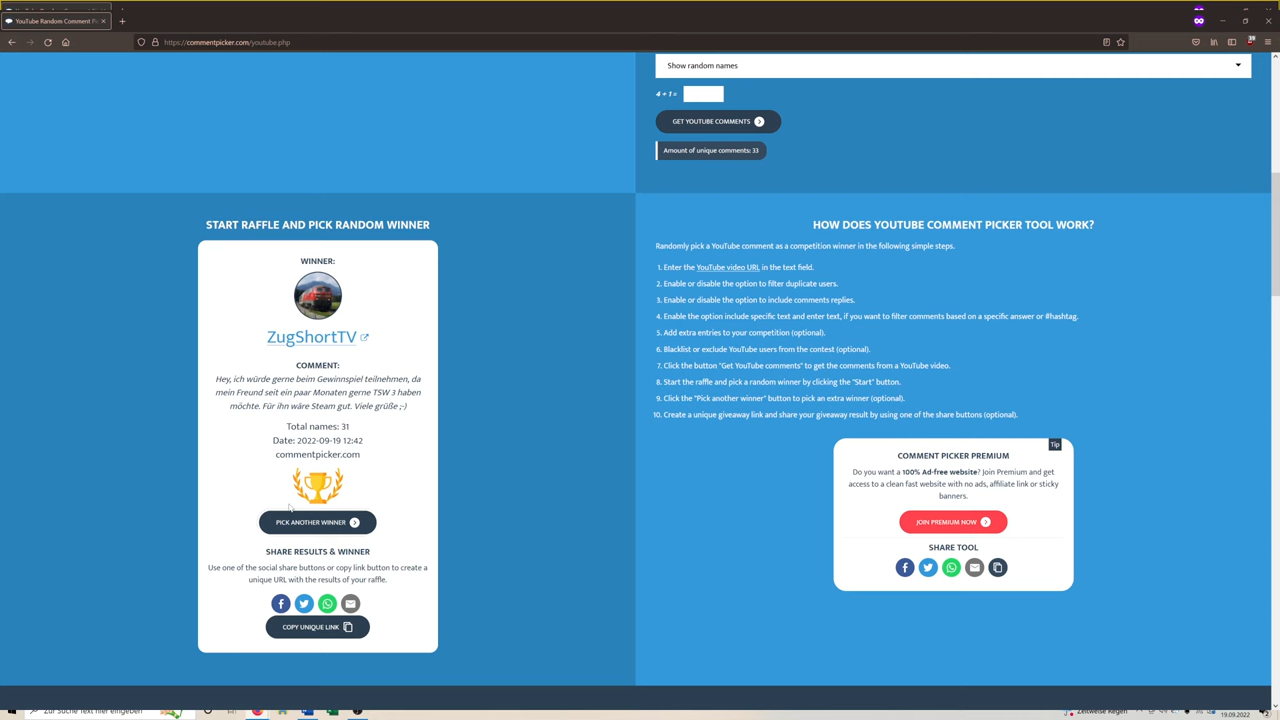 YouTube Random Comment P
https://commentpicker.com/youtube.php
Show random names
4 + 1 =
GET YOUTUBE COMMENTS
Amount of unique comments: 33
START RAFFLE AND PICK RANDOM WINNER
WINNER:
ZugShortTV
COMMENT:
Hey, ich würde gerne beim Gewinnspiel teilnehmen, da
mein Freund seit ein paar Monaten gerne TSW 3 haben
möchte. Für ihn wäre Steam gut. Viele grüße ;-)
Total names: 31
Date: 2022-09-19 12:42
commentpicker.com
PICK ANOTHER WINNER
SHARE RESULTS & WINNER
Use one of the social share buttons or copy link button to create a
unique URL with the results of your raffle.
COPY UNIQUE LINK
HOW DOES YOUTUBE COMMENT PICKER TOOL WORK?
Randomly pick a YouTube comment as a competition winner in the following simple steps.
1. Enter the YouTube video URL in the text field.
2. Enable or disable the option to filter duplicate users.
3. Enable or disable the option to include comments replies.
4. Enable the option include specific text and enter text, if you want to filter comments based on a specific answer or #hashtag.
5. Add extra entries to your competition (optional).
6. Blacklist or exclude YouTube users from the contest (optional).
7. Click the button "Get YouTube comments" to get the comments from a YouTube video.
8. Start the raffle and pick a random winner by clicking the "Start" button.
9. Click the "Pick another winner" button to pick an extra winner (optional).
10. Create a unique giveaway link and share your giveaway result by using one of the share buttons (optional).
Tip
COMMENT PICKER PREMIUM
Do you want a 100% Ad-free website? Join Premium and get
access to a clean fast website with no ads, affiliate link or sticky
banners.
JOIN PREMIUM NOW
SHARE TOOL
Zur Suche hier eingeben
Zeitweise Regen
19.09.2022